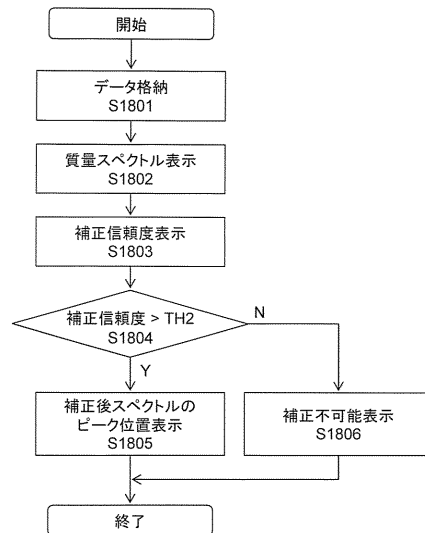 開始
データ格納
S1801
質量スペクトル表示
S1802
補正信頼度表示
S1803
補正信頼度 > TH2
S1804
N
Y
補正後スペクトルの
ピーク位置表示
S1805
補正不可能表示
S1806
終了